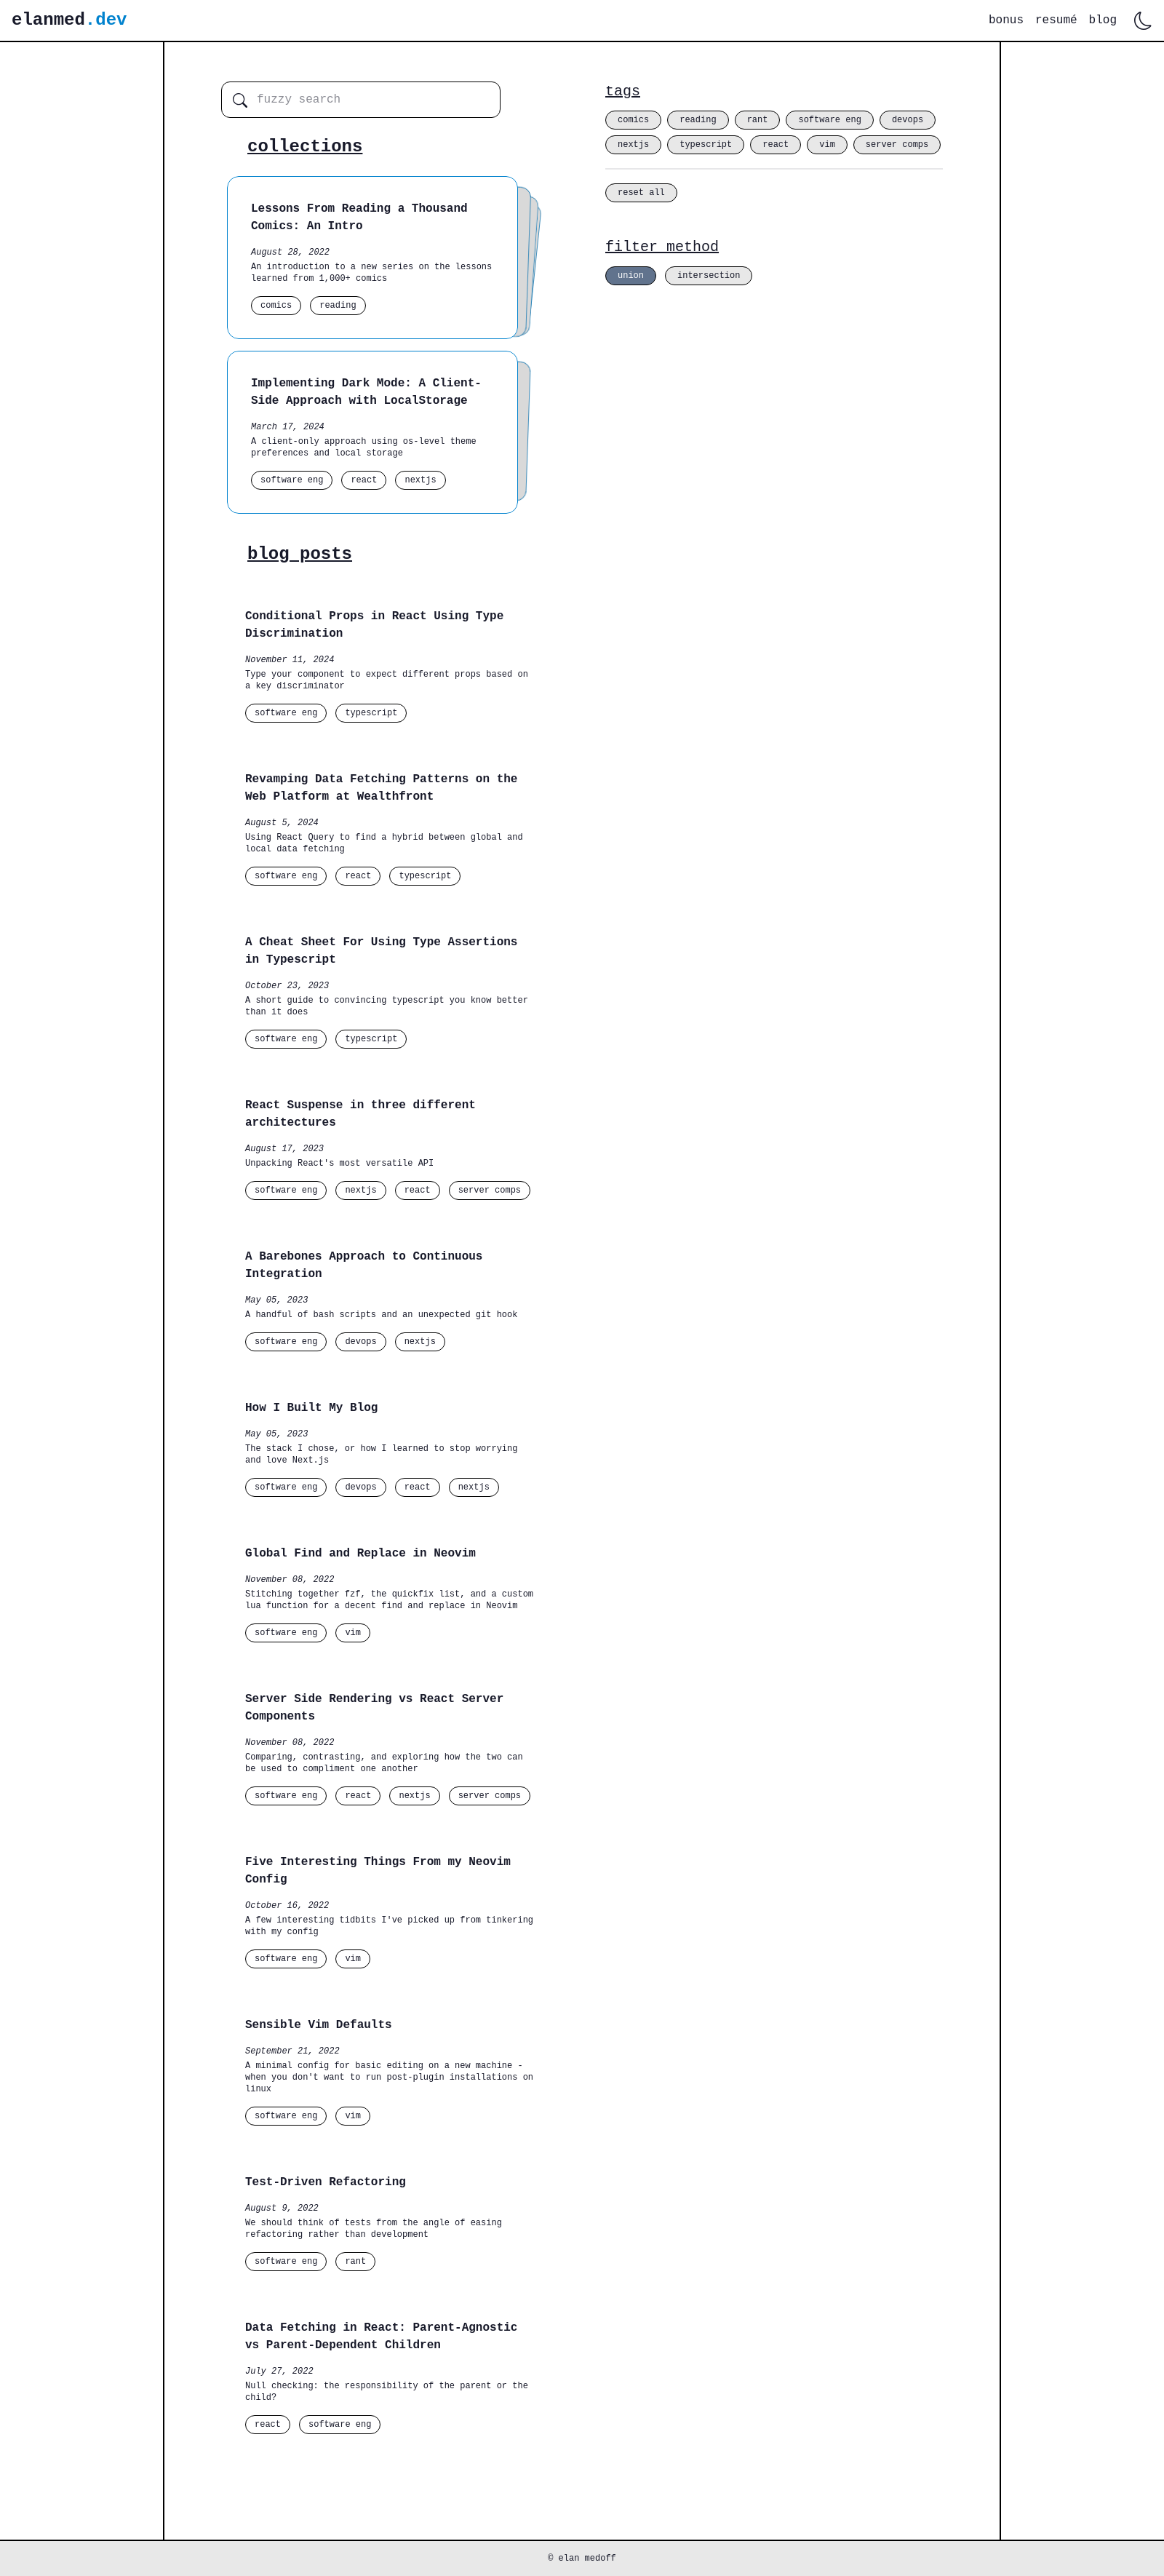 elanmed.dev
bonus resumé blog
fuzzy search
collections
Lessons From Reading a Thousand
Comics: An Intro
August 28, 2022
An introduction to a new series on the lessons
learned from 1,000+ comics
comics reading
Implementing Dark Mode: A Client-
Side Approach with LocalStorage
March 17, 2024
A client-only approach using os-level theme
preferences and local storage
software eng react nextjs
blog posts
Conditional Props in React Using Type
Discrimination
November 11, 2024
Type your component to expect different props based on
a key discriminator
software eng typescript
Revamping Data Fetching Patterns on the
Web Platform at Wealthfront
August 5, 2024
Using React Query to find a hybrid between global and
local data fetching
software eng react typescript
A Cheat Sheet For Using Type Assertions
in Typescript
October 23, 2023
A short guide to convincing typescript you know better
than it does
software eng typescript
React Suspense in three different
architectures
August 17, 2023
Unpacking React's most versatile API
software eng nextjs react server comps
A Barebones Approach to Continuous
Integration
May 05, 2023
A handful of bash scripts and an unexpected git hook
software eng devops nextjs
How I Built My Blog
May 05, 2023
The stack I chose, or how I learned to stop worrying
and love Next.js
software eng devops react nextjs
Global Find and Replace in Neovim
November 08, 2022
Stitching together fzf, the quickfix list, and a custom
lua function for a decent find and replace in Neovim
software eng vim
Server Side Rendering vs React Server
Components
November 08, 2022
Comparing, contrasting, and exploring how the two can
be used to compliment one another
software eng react nextjs server comps
Five Interesting Things From my Neovim
Config
October 16, 2022
A few interesting tidbits I've picked up from tinkering
with my config
software eng vim
Sensible Vim Defaults
September 21, 2022
A minimal config for basic editing on a new machine -
when you don't want to run post-plugin installations on
linux
software eng vim
Test-Driven Refactoring
August 9, 2022
We should think of tests from the angle of easing
refactoring rather than development
software eng rant
Data Fetching in React: Parent-Agnostic
vs Parent-Dependent Children
July 27, 2022
Null checking: the responsibility of the parent or the
child?
react software eng
tags
comics reading rant software eng devops
nextjs typescript react vim server comps
reset all
filter method
union intersection
© elan medoff